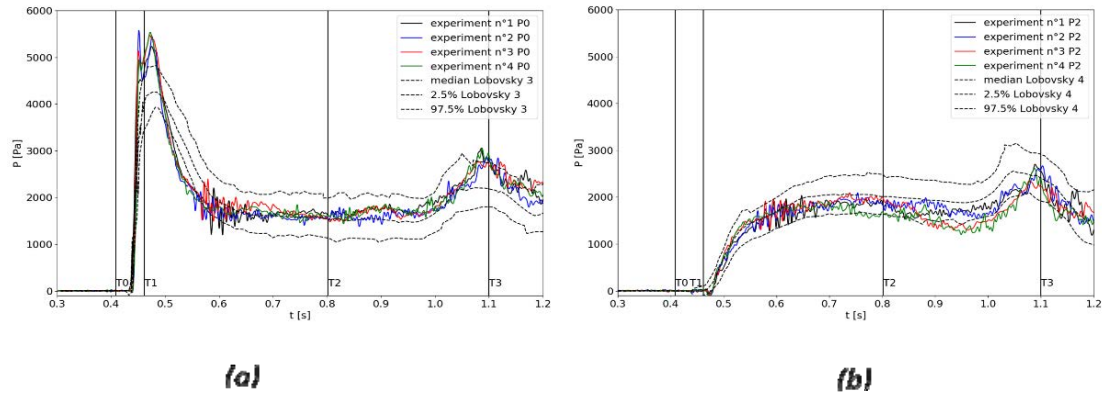 6000
5000
4000
3000
2000
1000
0
P [Pa]
experiment n°1 P0
experiment n°2 P0
experiment n°3 P0
experiment n°4 P0
median Lobovsky 3
2.5% Lobovsky 3
97.5% Lobovsky 3
T0 T1 T2 T3
0.3 0.4 0.5 0.6 0.7 0.8 0.9 1.0 1.1 1.2
t [s]
(a)
6000
5000
4000
3000
2000
1000
0
P [Pa]
experiment n°1 P2
experiment n°2 P2
experiment n°3 P2
experiment n°4 P2
median Lobovsky 4
2.5% Lobovsky 4
97.5% Lobovsky 4
T0 T1 T2 T3
0.3 0.4 0.5 0.6 0.7 0.8 0.9 1.0 1.1 1.2
t [s]
(b)